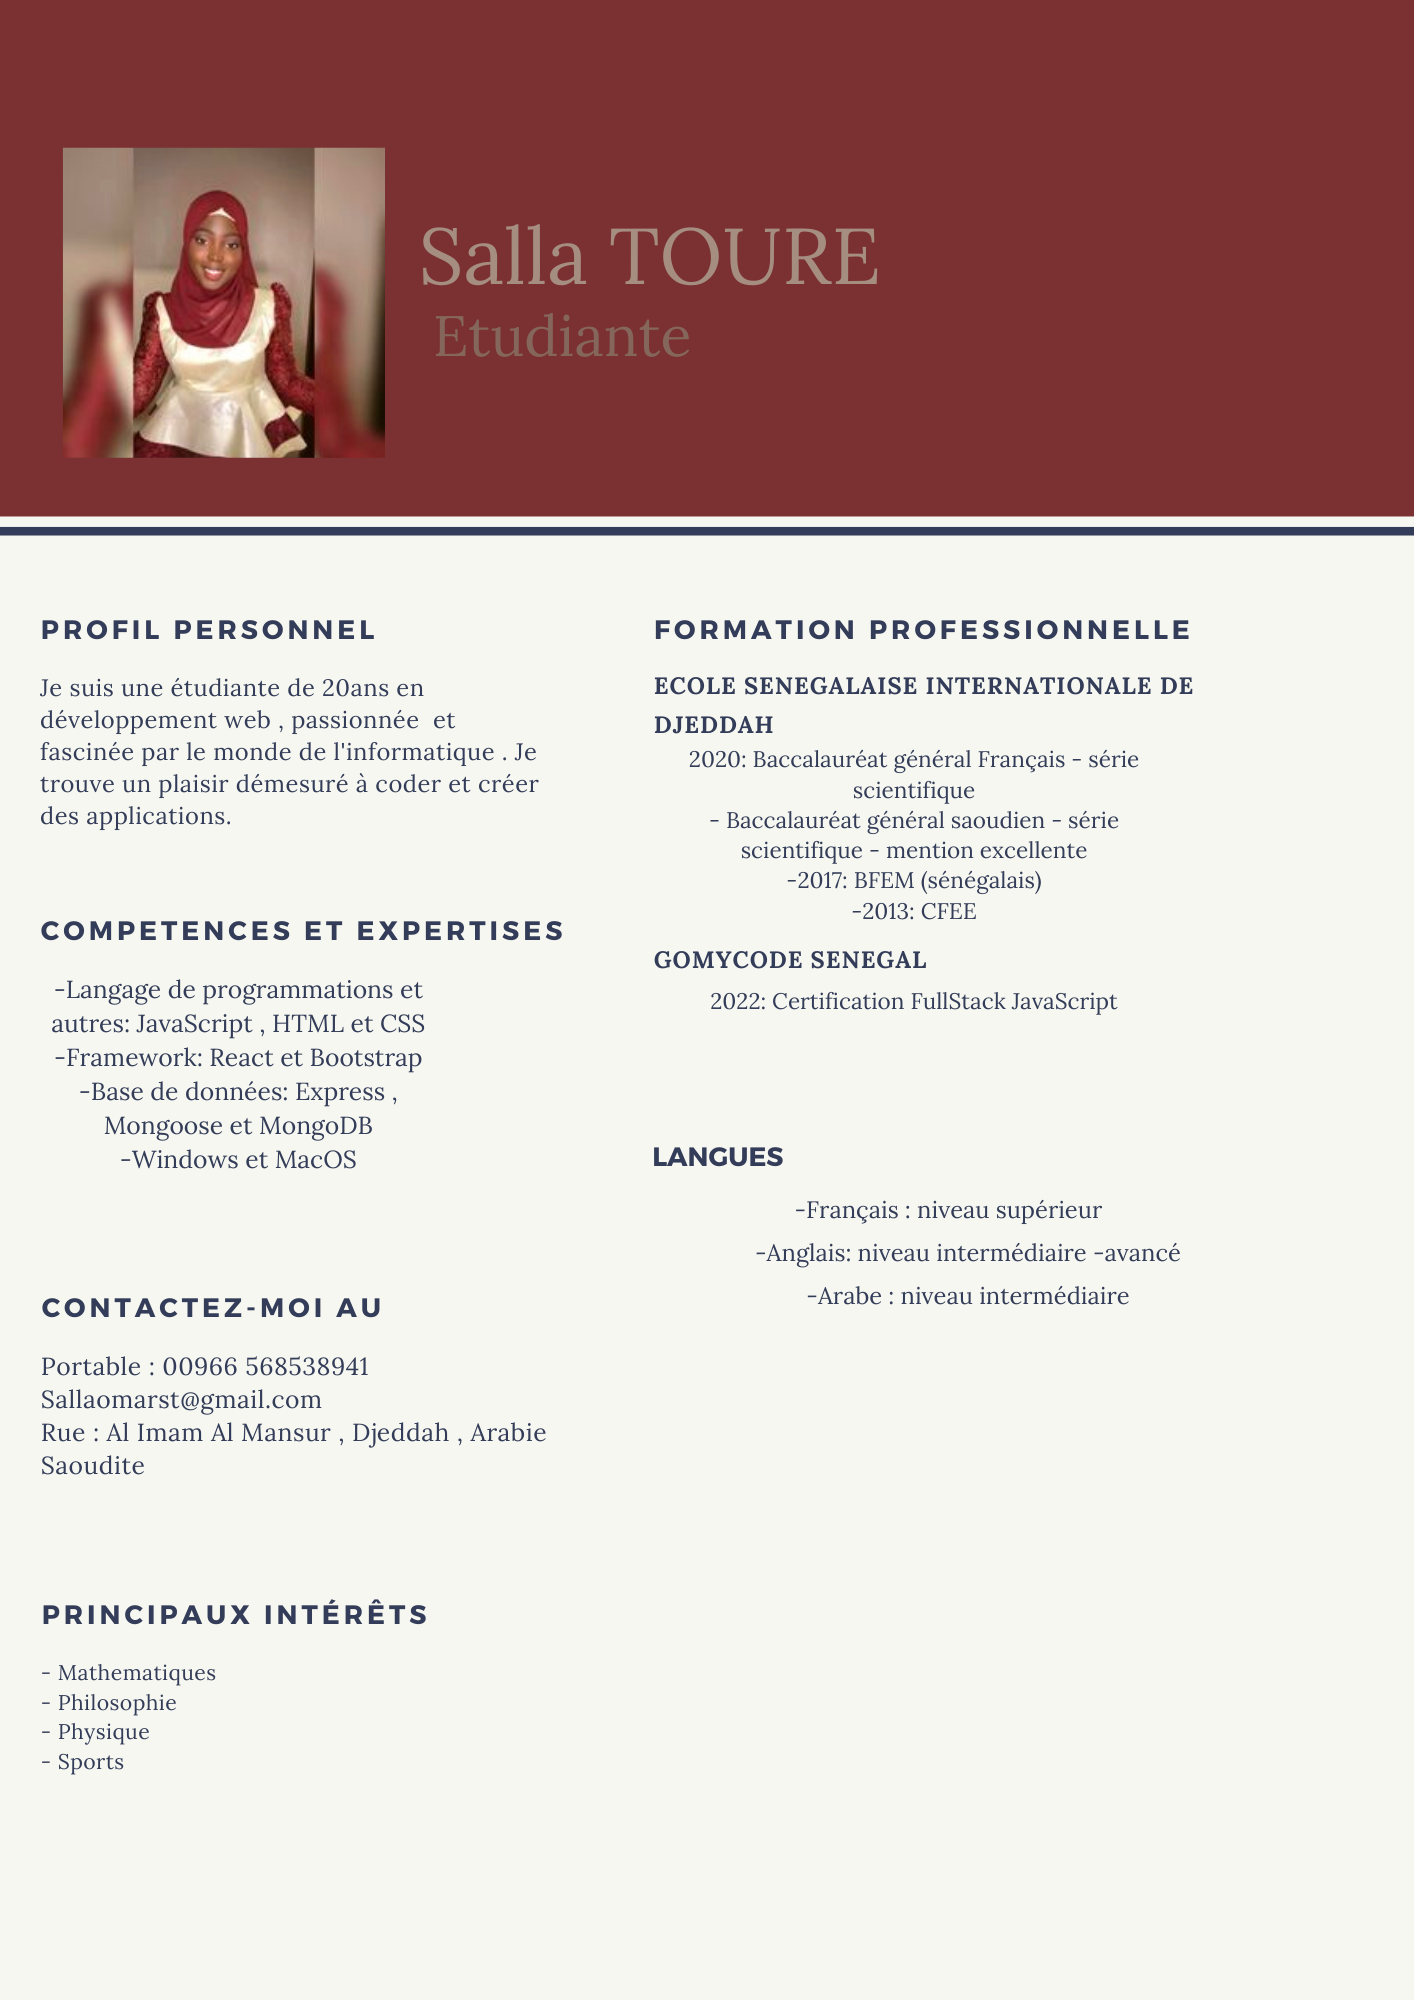 Salla TOURE
Etudiante
PROFIL PERSONNEL
Je suis une étudiante de 20ans en
développement web , passionnée  et
fascinée par le monde de l'informatique . Je
trouve un plaisir démesuré à coder et créer
des applications.
COMPETENCES ET EXPERTISES
-Langage de programmations et
autres: JavaScript , HTML et CSS
-Framework: React et Bootstrap
-Base de données: Express ,
Mongoose et MongoDB
-Windows et MacOS
CONTACTEZ-MOI AU
Portable : 00966 568538941
Sallaomarst@gmail.com
Rue : Al Imam Al Mansur , Djeddah , Arabie
Saoudite
PRINCIPAUX INTÉRÊTS
- Mathematiques
- Philosophie
- Physique
- Sports
FORMATION PROFESSIONNELLE
ECOLE SENEGALAISE INTERNATIONALE DE
DJEDDAH
2020: Baccalauréat général Français - série
scientifique
- Baccalauréat général saoudien - série
scientifique - mention excellente
-2017: BFEM (sénégalais)
-2013: CFEE
GOMYCODE SENEGAL
2022: Certification FullStack JavaScript
LANGUES
-Français : niveau supérieur
-Anglais: niveau intermédiaire -avancé
-Arabe : niveau intermédiaire